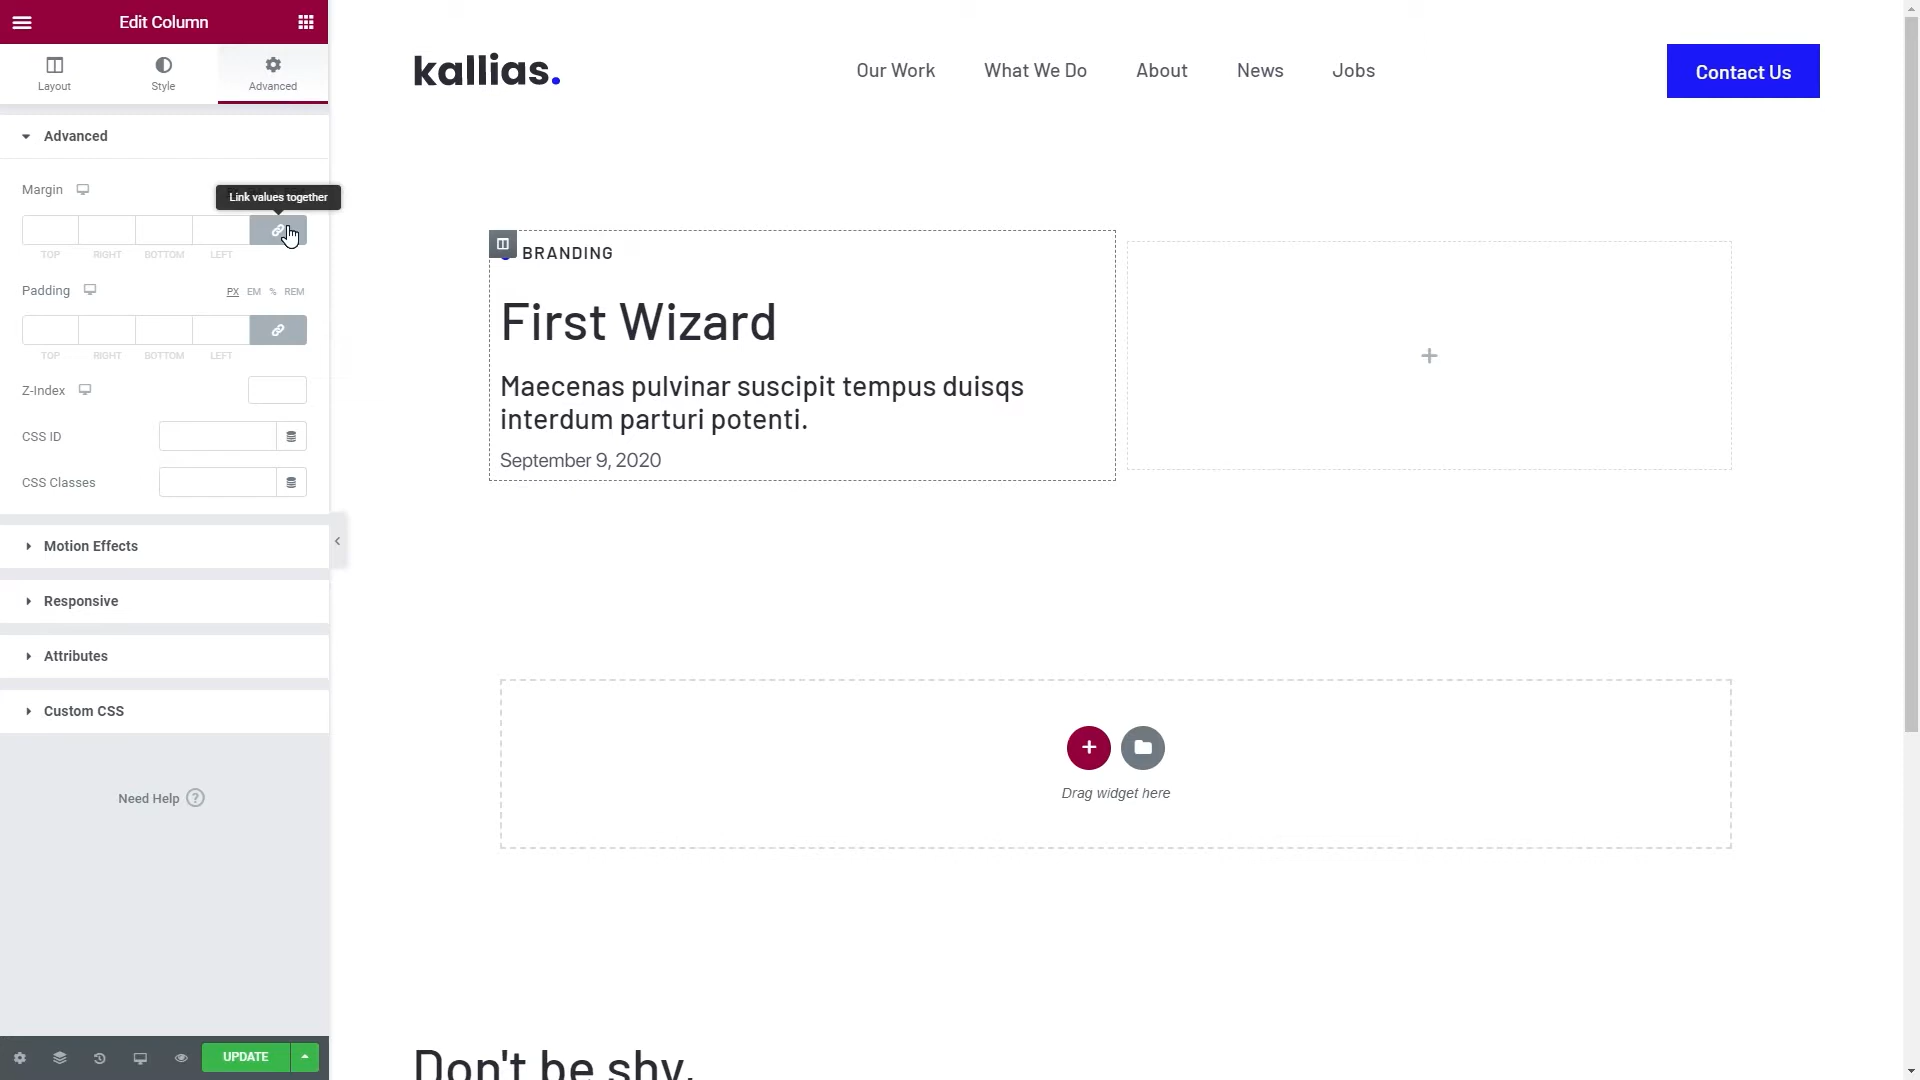 Edit Column
Layout
Style
Advanced
Advanced
Margin
Link values together
TOP RIGHT BOTTOM LEFT
Padding
PX EM % REM
TOP RIGHT BOTTOM LEFT
Z-Index
CSS ID
CSS Classes
Motion Effects
Responsive
Attributes
Custom CSS
Need Help ?
UPDATE
kallias.
Our Work
What We Do
About
News
Jobs
Contact Us
BRANDING
First Wizard
Maecenas pulvinar suscipit tempus duisqs
interdum parturi potenti.
September 9, 2020
Drag widget here
Don't be shy,